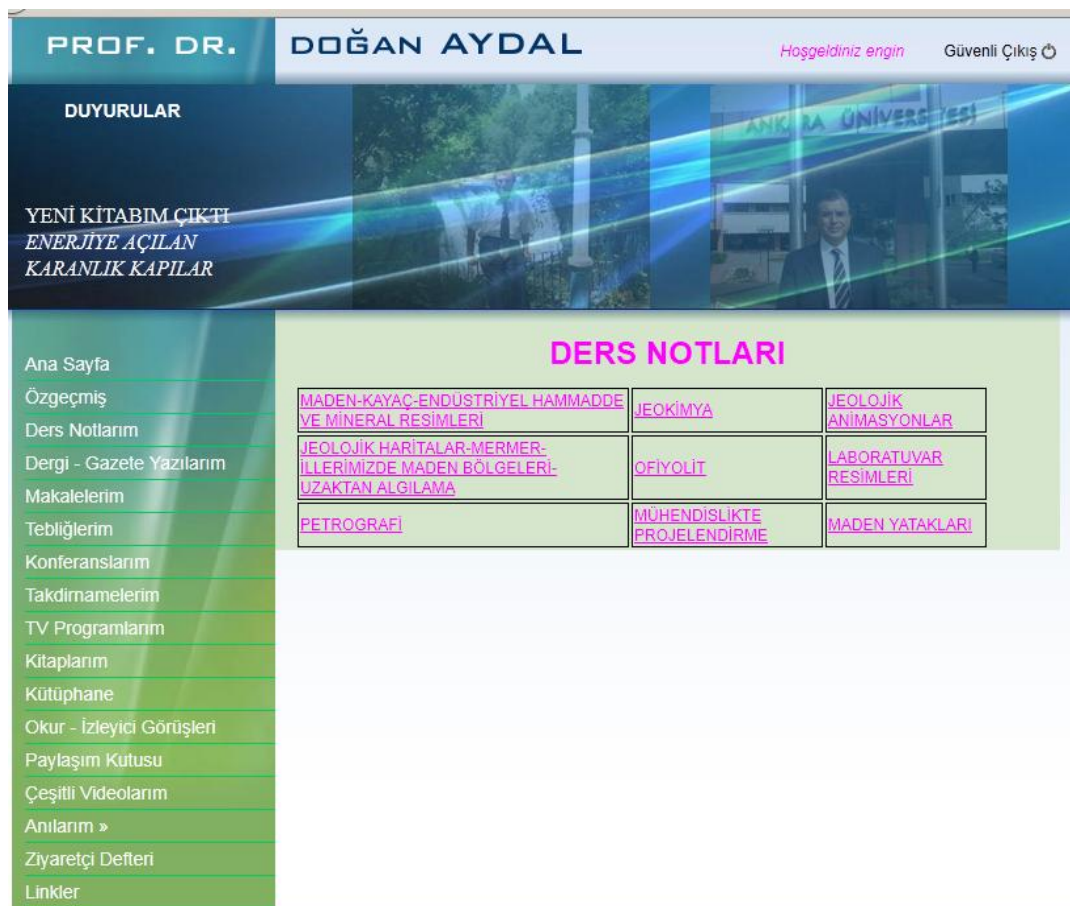 PROF. DR. DOĞAN AYDAL
Hoşgeldiniz engin Güvenli Çıkış
DUYURULAR
ANKARA ÜNİVERSİTESİ
YENİ KİTABIM ÇIKTI
ENERJİYE AÇILAN
KARANLIK KAPILAR
Ana Sayfa
Özgeçmiş
Ders Notlarım
Dergi - Gazete Yazılarım
Makalelerim
Tebliğlerim
Konferanslarım
Takdirnamelerim
TV Programlarım
Kitaplarım
Kütüphane
Okur - İzleyici Görüşleri
Paylaşım Kutusu
Çeşitli Videolarım
Anılarım »
Ziyaretçi Defteri
Linkler
DERS NOTLARI
MADEN-KAYAÇ-ENDÜSTRİYEL HAMMADDE
VE MİNERAL RESİMLERİ
JEOKİMYA
JEOLOJİK
ANİMASYONLAR
JEOLOJİK HARİTALAR-MERMER-
İLLERİMİZDE MADEN BÖLGELERİ-
UZAKTAN ALGILAMA
OFİYOLİT
LABORATUVAR
RESİMLERİ
PETROGRAFİ
MÜHENDİSLİKTE
PROJELENDİRME
MADEN YATAKLARI